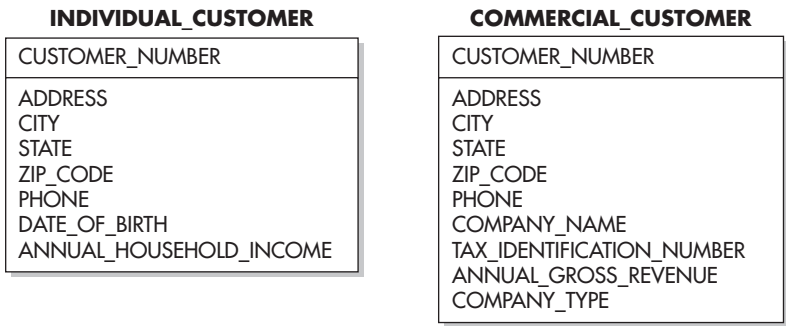 INDIVIDUAL_CUSTOMER
CUSTOMER_NUMBER
ADDRESS
CITY
STATE
ZIP_CODE
PHONE
DATE_OF_BIRTH
ANNUAL_HOUSEHOLD_INCOME
COMMERCIAL_CUSTOMER
CUSTOMER_NUMBER
ADDRESS
CITY
STATE
ZIP_CODE
PHONE
COMPANY_NAME
TAX_IDENTIFICATION_NUMBER
ANNUAL_GROSS_REVENUE
COMPANY_TYPE